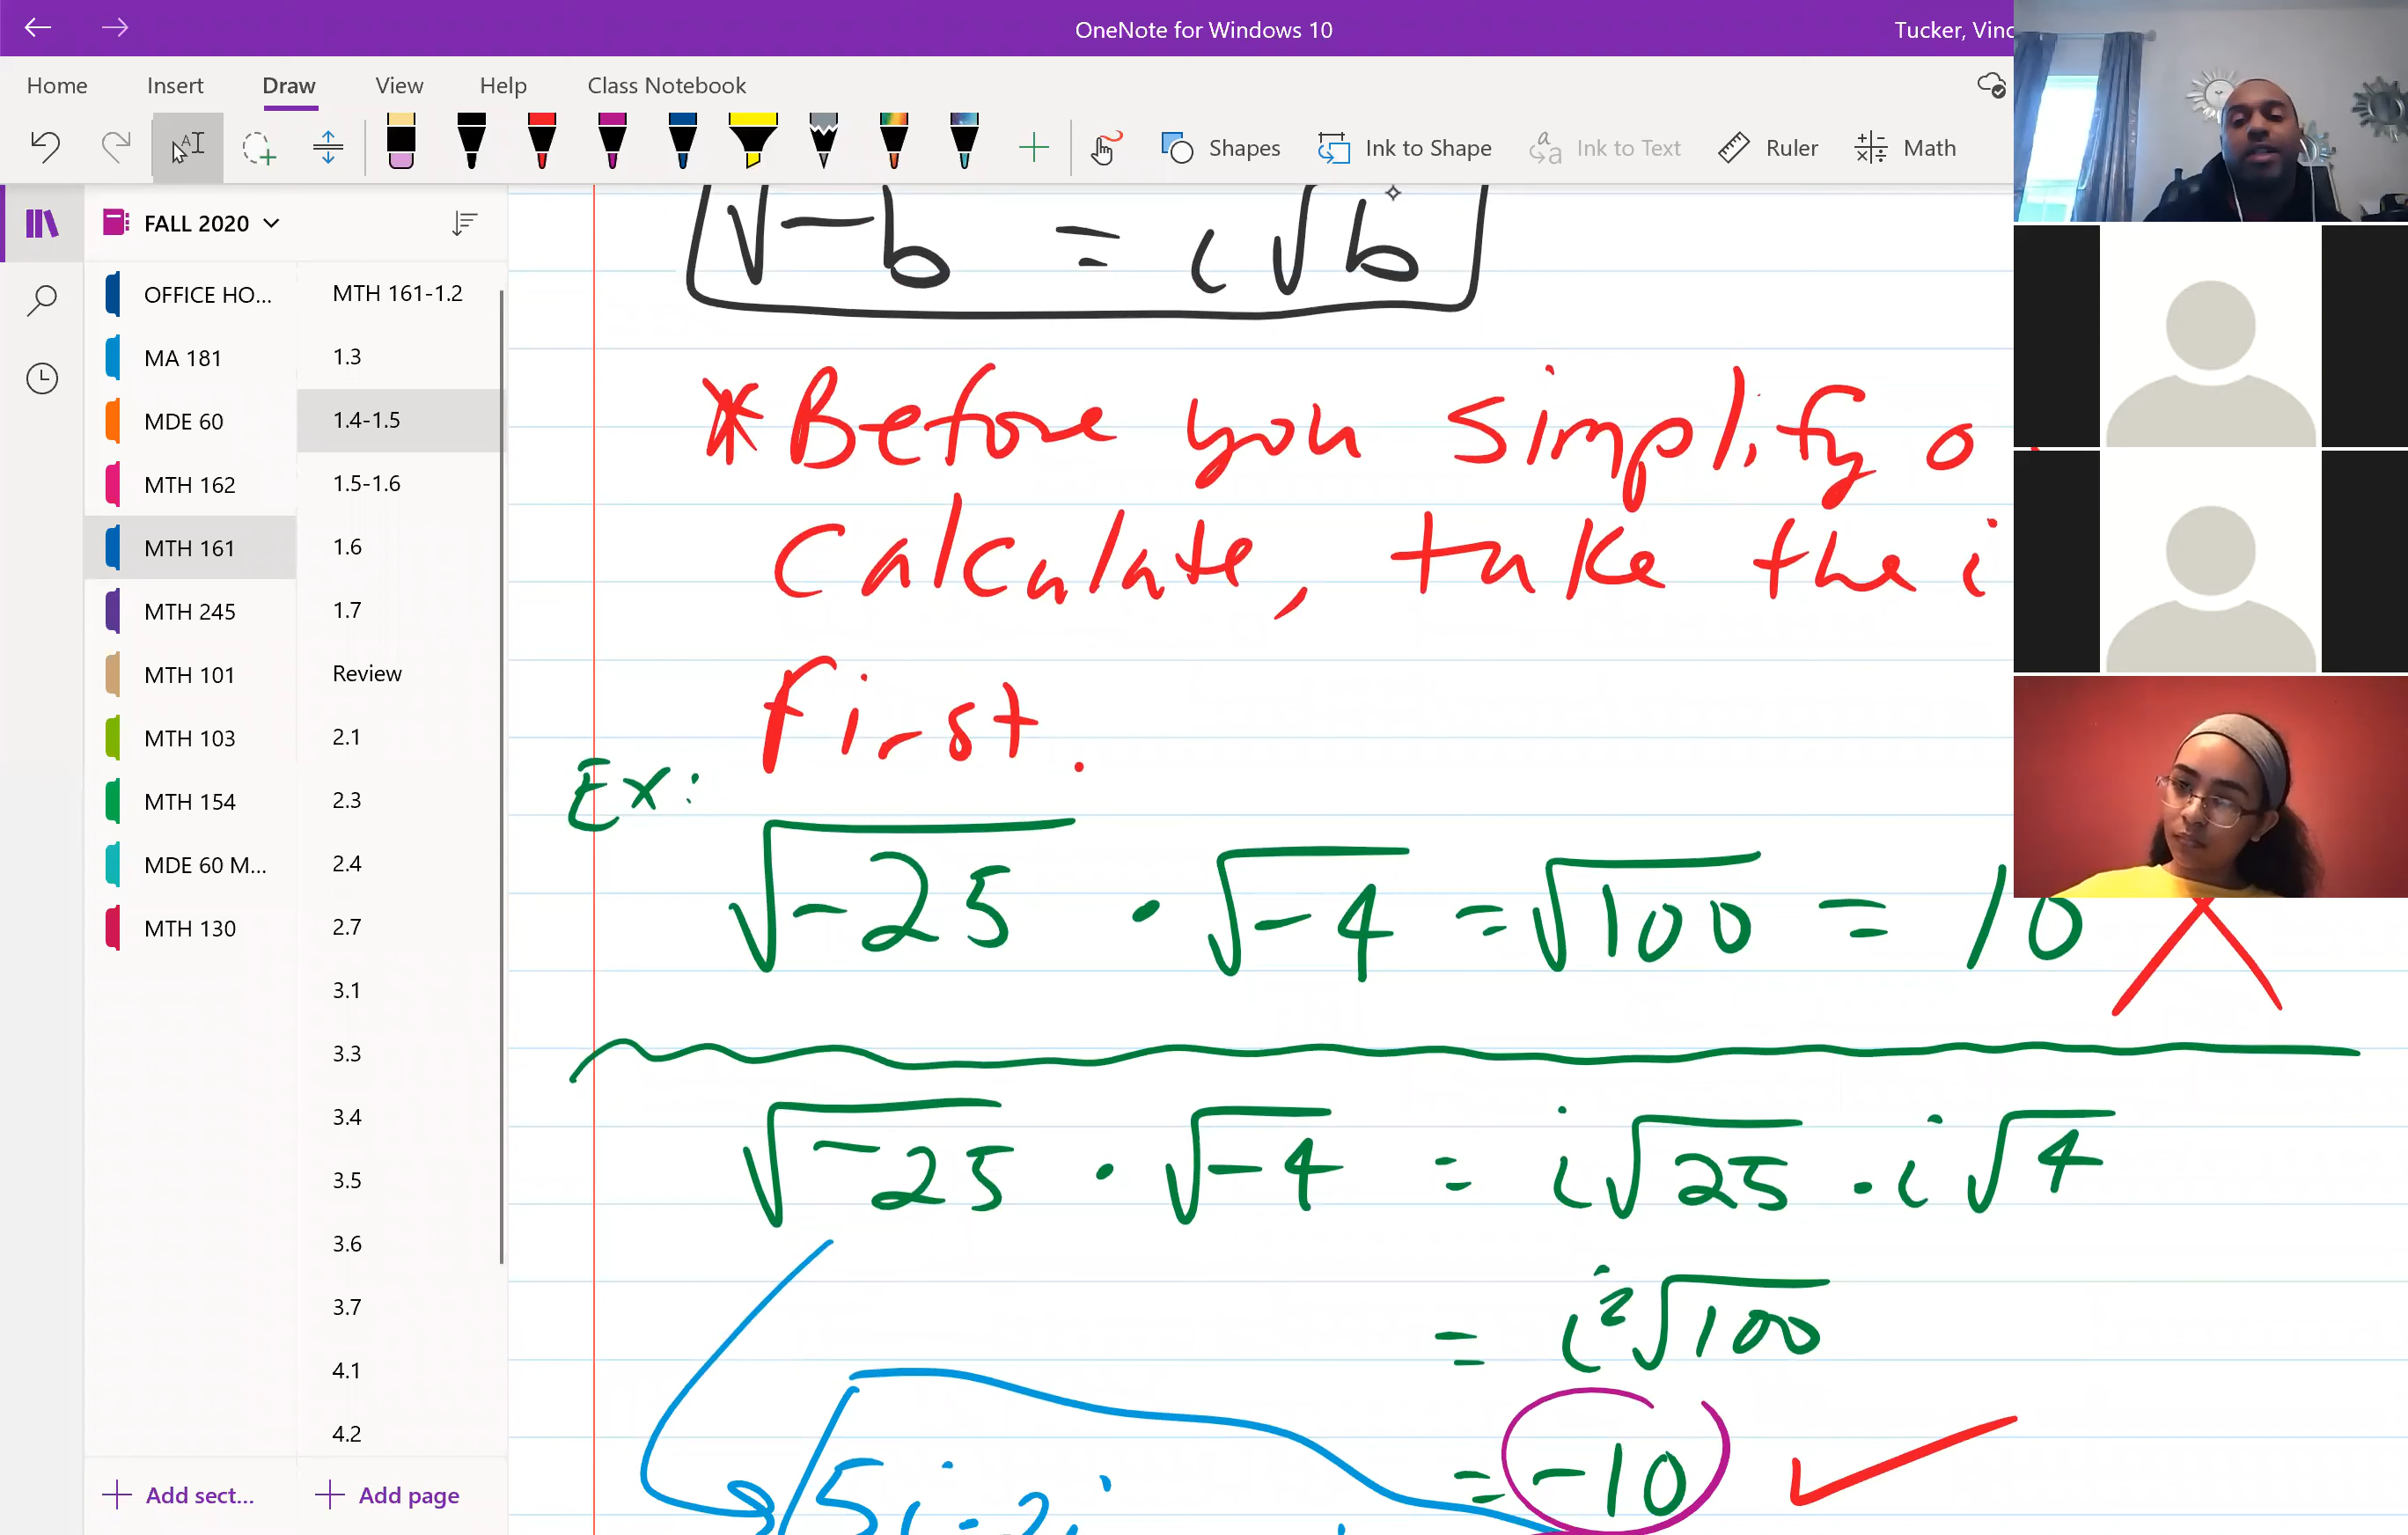 OneNote for Windows 10
Tucker, Vinc
Home Insert Draw View Help Class Notebook
Shapes Ink to Shape Ink to Text Ruler Math
FALL 2020
OFFICE HO...
MA 181
MDE 60
MTH 162
MTH 161
MTH 245
MTH 101
MTH 103
MTH 154
MDE 60 M...
MTH 130
Add sect...
MTH 161-1.2
1.3
1.4-1.5
1.5-1.6
1.6
1.7
Review
2.1
2.3
2.4
2.7
3.1
3.3
3.4
3.5
3.6
3.7
4.1
4.2
Add page
√-b = i√b
*Before you simplify o
Calculate, take the i
first.
Ex:
√-25 · √-4 = √100 = 10
√-25 · √-4 = i√25 · i√4
= i²√100
= -10
5i · 2i